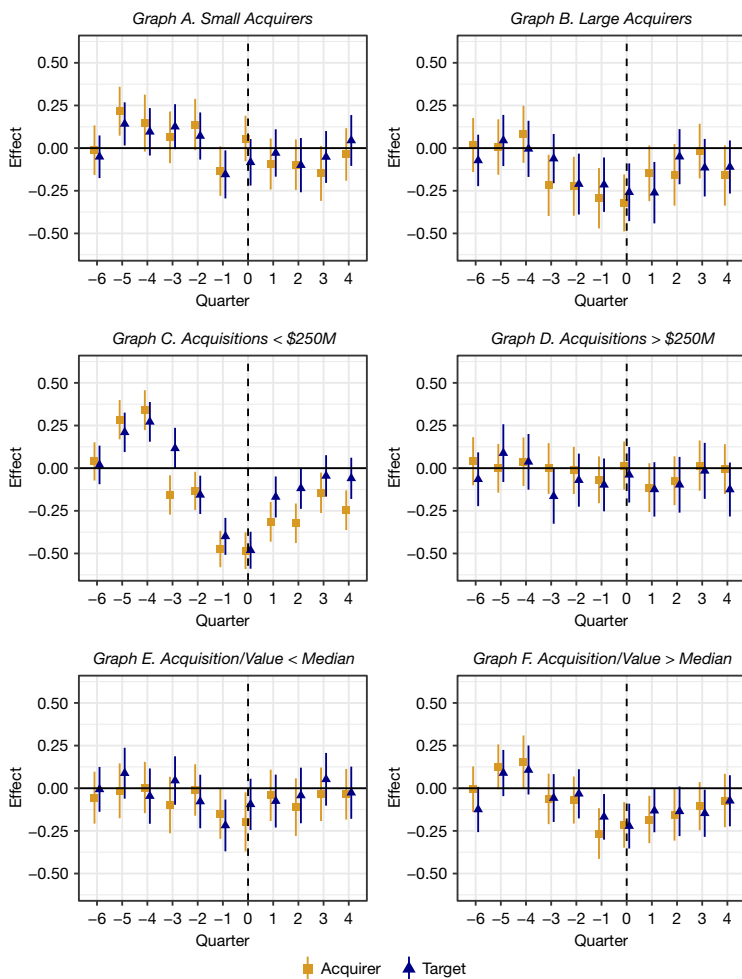 Graph A. Small Acquirers
Graph B. Large Acquirers
0.50
0.25
0.00
−0.25
−0.50
Effect
−6 −5 −4 −3 −2 −1 0 1 2 3 4
Quarter
0.50
0.25
0.00
−0.25
−0.50
Effect
−6 −5 −4 −3 −2 −1 0 1 2 3 4
Quarter
Graph C. Acquisitions < $250M
Graph D. Acquisitions > $250M
0.50
0.25
0.00
−0.25
−0.50
Effect
−6 −5 −4 −3 −2 −1 0 1 2 3 4
Quarter
0.50
0.25
0.00
−0.25
−0.50
Effect
−6 −5 −4 −3 −2 −1 0 1 2 3 4
Quarter
Graph E. Acquisition/Value < Median
Graph F. Acquisition/Value > Median
0.50
0.25
0.00
−0.25
−0.50
Effect
−6 −5 −4 −3 −2 −1 0 1 2 3 4
Quarter
0.50
0.25
0.00
−0.25
−0.50
Effect
−6 −5 −4 −3 −2 −1 0 1 2 3 4
Quarter
Acquirer Target